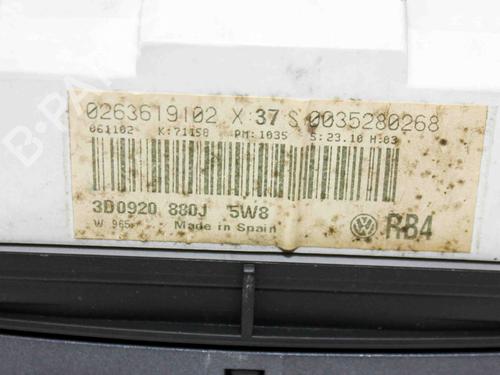 0263619102 X 37 S 0035280268
061102 K:71158 PM:1035 S:23.10 H:03
3D0920 880J 5W8
W 965 Made in Spain
RB4
B-PARTS